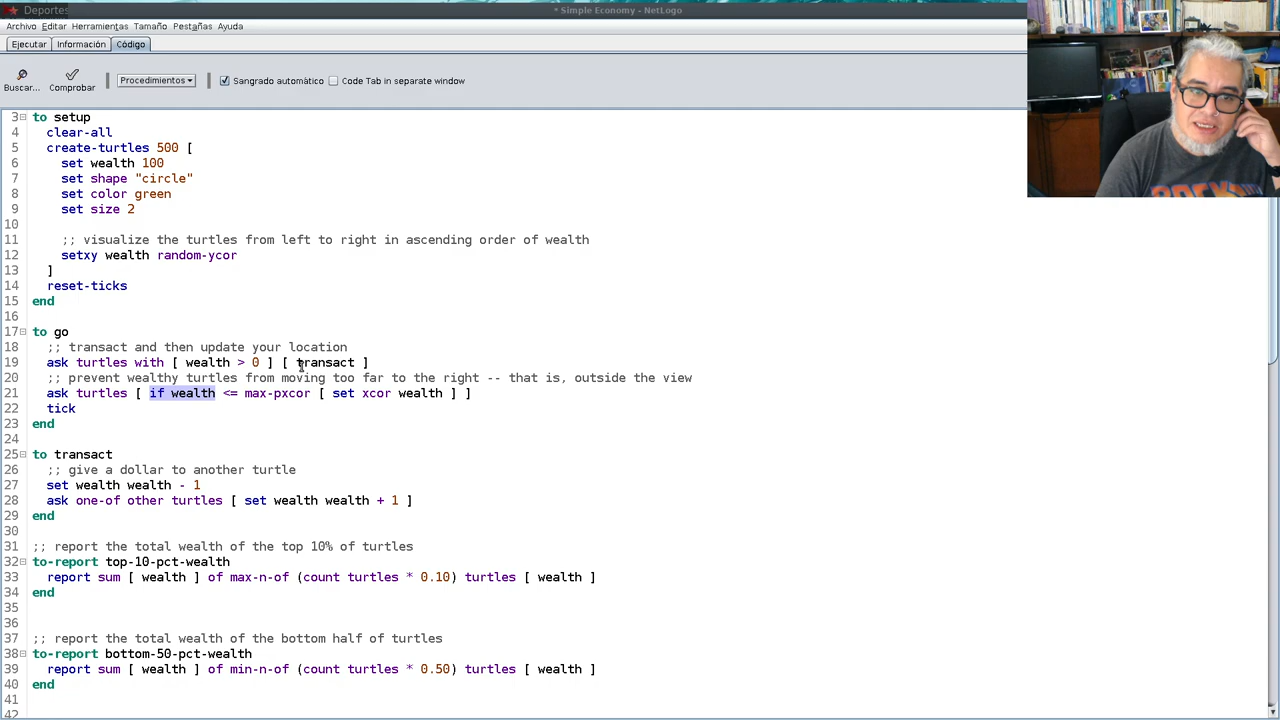 Deportes
* Simple Economy - NetLogo
Archivo Editar Herramientas Tamaño Pestañas Ayuda
Ejecutar Información Código
Buscar... Comprobar Procedimientos Sangrado automático Code Tab in separate window
3 to setup
4 clear-all
5 create-turtles 500 [
6 set wealth 100
7 set shape "circle"
8 set color green
9 set size 2
10
11 ;; visualize the turtles from left to right in ascending order of wealth
12 setxy wealth random-ycor
13 ]
14 reset-ticks
15 end
16
17 to go
18 ;; transact and then update your location
19 ask turtles with [ wealth > 0 ] [ transact ]
20 ;; prevent wealthy turtles from moving too far to the right -- that is, outside the view
21 ask turtles [ if wealth <= max-pxcor [ set xcor wealth ] ]
22 tick
23 end
24
25 to transact
26 ;; give a dollar to another turtle
27 set wealth wealth - 1
28 ask one-of other turtles [ set wealth wealth + 1 ]
29 end
30
31 ;; report the total wealth of the top 10% of turtles
32 to-report top-10-pct-wealth
33 report sum [ wealth ] of max-n-of (count turtles * 0.10) turtles [ wealth ]
34 end
35
36
37 ;; report the total wealth of the bottom half of turtles
38 to-report bottom-50-pct-wealth
39 report sum [ wealth ] of min-n-of (count turtles * 0.50) turtles [ wealth ]
40 end
41
42